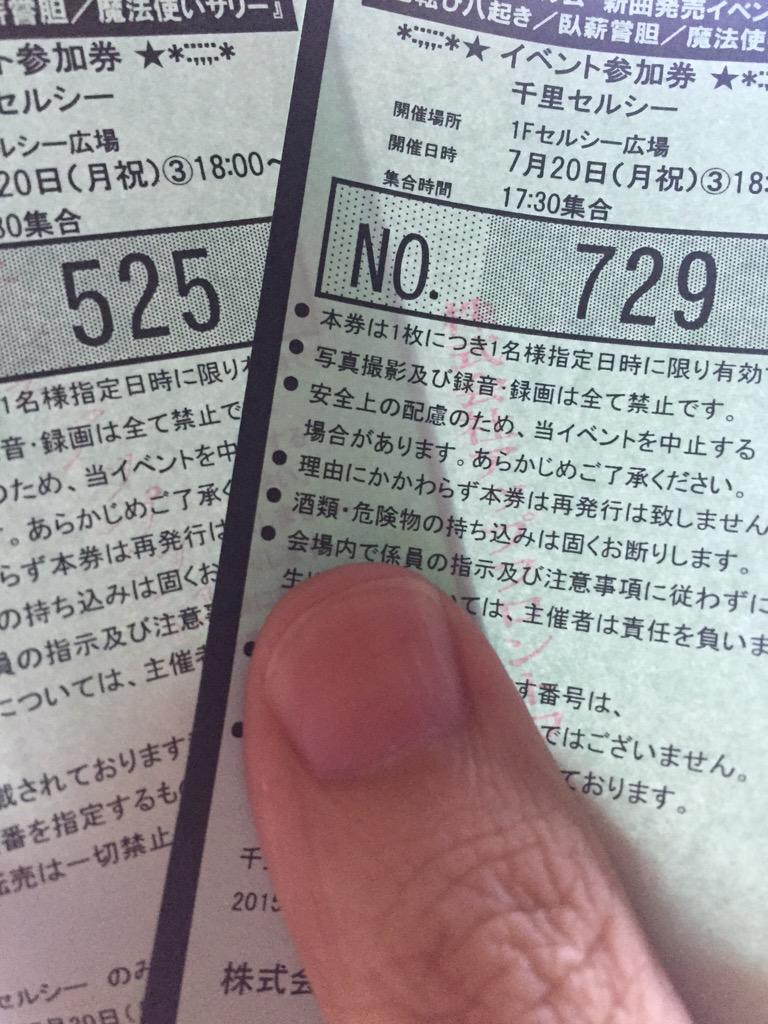 薪嘗胆／魔法使いサリー』
ト参加券 ★*:;;;:*
セルシー
ルシー広場
20日(月祝)③18:00～
30集合
525
1名様指定日時に限り
音・録画は全て禁止で
のため、当イベントを中
す。あらかじめご了承く
らず本券は再発行は
の持ち込みは固くお
員の指示及び注意事
については、主催者
載されております
番を指定するもの
転売は一切禁止
セルシー のみ
新曲発売イベン
転び八起き／臥薪嘗胆／魔法使
*:;;;:*★ イベント参加券 ★*:
千里セルシー
開催場所 1Fセルシー広場
開催日時 7月20日(月祝)③18:
集合時間 17:30集合
NO. 729
●本券は1枚につき1名様指定日時に限り有効
●写真撮影及び録音・録画は全て禁止です。
●安全上の配慮のため、当イベントを中止する
場合があります。あらかじめご了承ください。
●理由にかかわらず本券は再発行は致しません
●酒類・危険物の持ち込みは固くお断りします。
●会場内で係員の指示及び注意事項に従わずに
生 ては、主催者は責任を負いま
す番号は、
ではございません。
ております。
千
2015
株式会